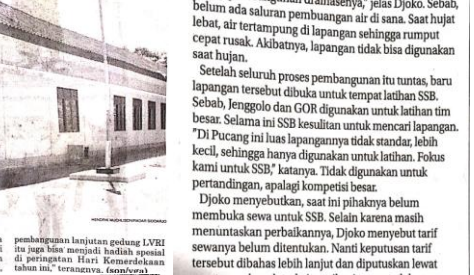 dramasenya," jelas Djoko. Sebab,
belum ada saluran pembuangan air di sana. Saat hujat
lebat, air tertampung di lapangan sehingga rumput
cepat rusak. Akibatnya, lapangan tidak bisa digunakan
saat hujan.
Setelah seluruh proses pembangunan itu tuntas, baru
lapangan tersebut dibuka untuk tempat latihan SSB.
Sebab, Jenggolo dan GOR digunakan untuk latihan tim
besar. Selama ini SSB kesulitan untuk mencari lapangan.
"Di Pucang ini luas lapangannya tidak standar, lebih
kecil, sehingga hanya digunakan untuk latihan. Fokus
kami untuk SSB," katanya. Tidak digunakan untuk
pertandingan, apalagi kompetisi besar.
Djoko menyebutkan, saat ini pihaknya belum
membuka sewa untuk SSB. Selain karena masih
menuntaskan perbaikannya, Djoko menyebut tarif
sewanya belum ditentukan. Nanti keputusan tarif
tersebut dibahas lebih lanjut dan diputuskan lewat
pembangunan lanjutan gedung LVRI
itu juga bisa menjadi hadiah spesial
di peringatan Hari Kemerdekaan
tahun ini," terangnya. (son/vga)